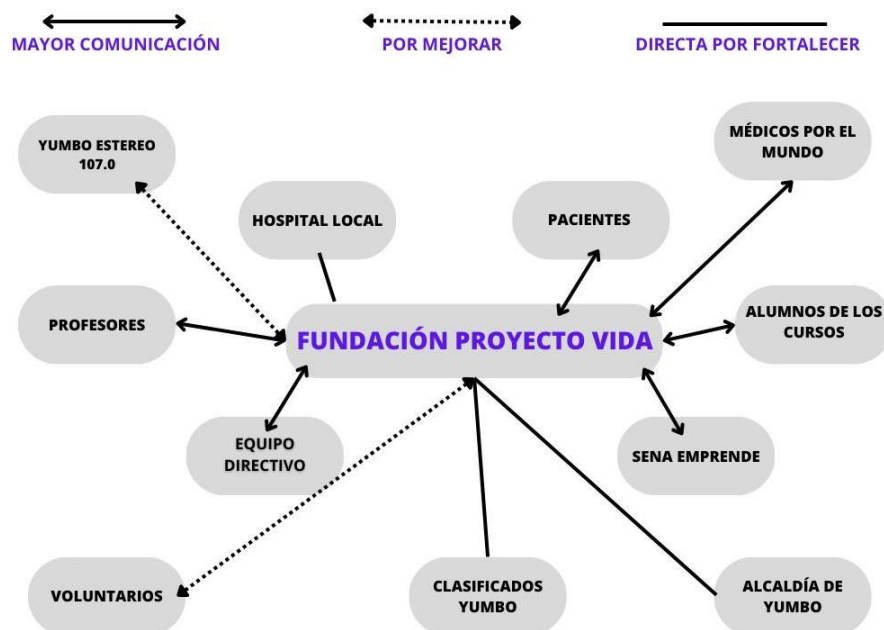 MAYOR COMUNICACIÓN
POR MEJORAR
DIRECTA POR FORTALECER
YUMBO ESTEREO
107.0
MÉDICOS POR EL
MUNDO
HOSPITAL LOCAL
PACIENTES
PROFESORES
FUNDACIÓN PROYECTO VIDA
ALUMNOS DE LOS
CURSOS
EQUIPO
DIRECTIVO
SENA EMPRENDE
VOLUNTARIOS
CLASIFICADOS
YUMBO
ALCALDÍA DE
YUMBO